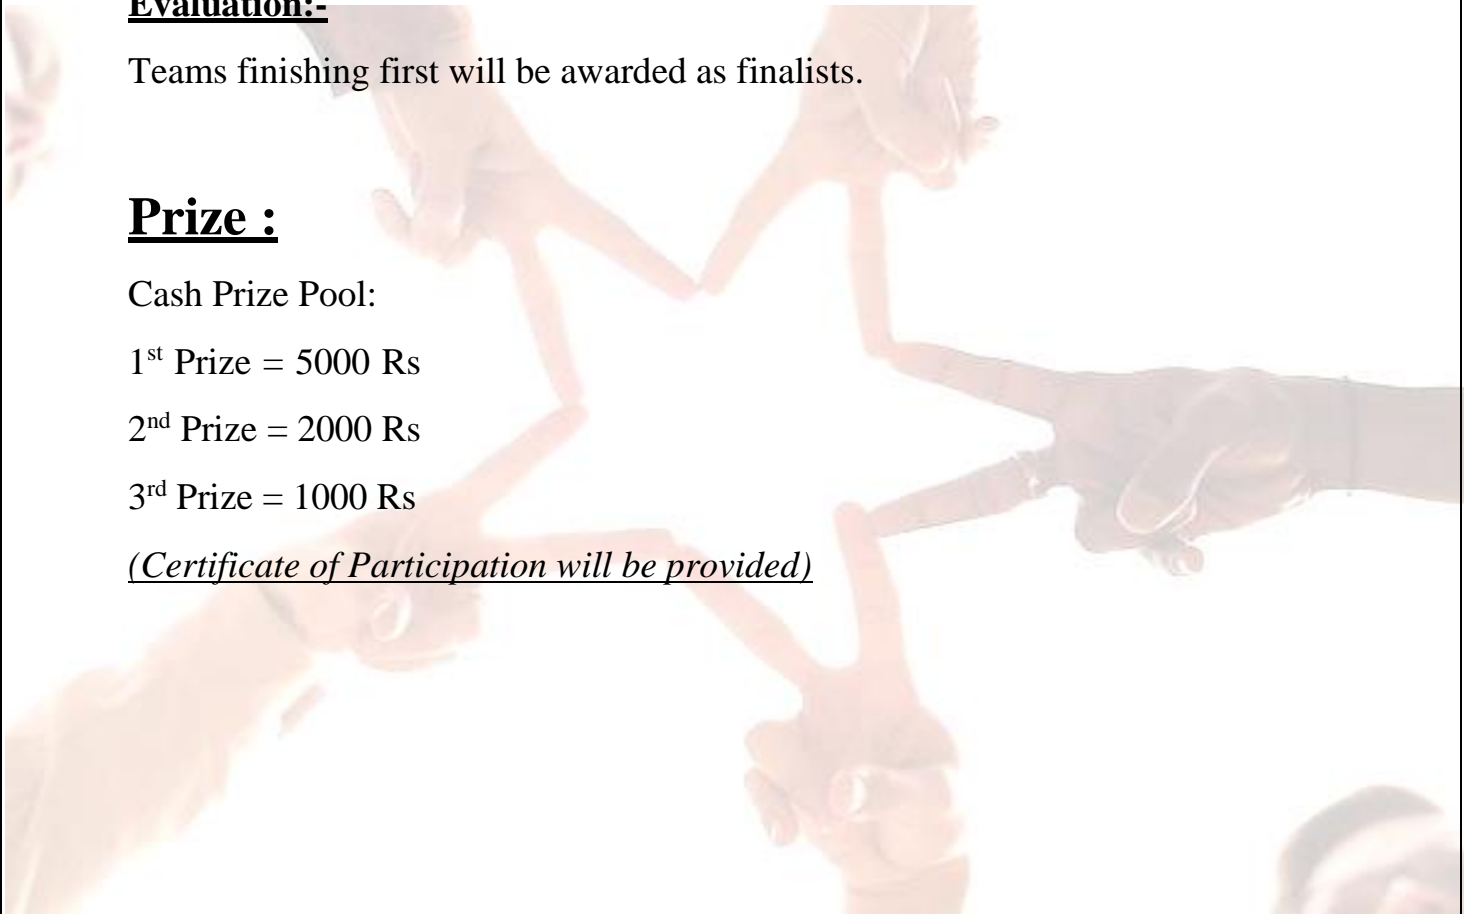 Evaluation:-
Teams finishing first will be awarded as finalists.
Prize :
Cash Prize Pool:
1st Prize = 5000 Rs
2nd Prize = 2000 Rs
3rd Prize = 1000 Rs
(Certificate of Participation will be provided)